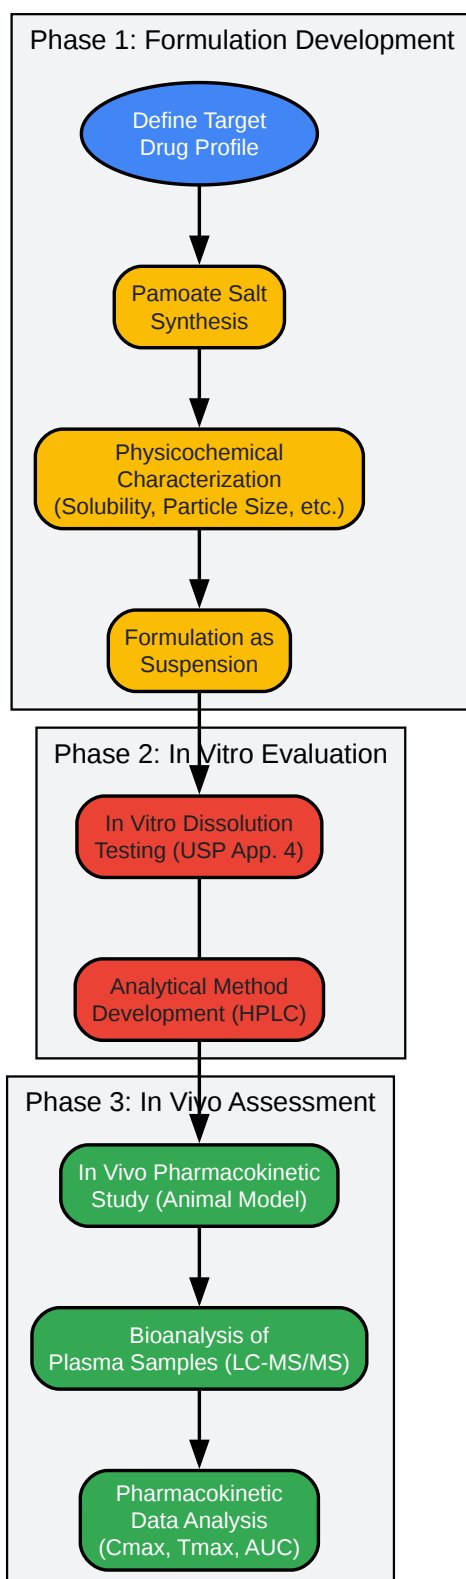 Phase 1: Formulation Development
Define Target
Drug Profile
Pamoate Salt
Synthesis
Physicochemical
Characterization
(Solubility, Particle Size, etc.)
Formulation as
Suspension
Phase 2: In Vitro Evaluation
In Vitro Dissolution
Testing (USP App. 4)
Analytical Method
Development (HPLC)
Phase 3: In Vivo Assessment
In Vivo Pharmacokinetic
Study (Animal Model)
Bioanalysis of
Plasma Samples (LC-MS/MS)
Pharmacokinetic
Data Analysis
(Cmax, Tmax, AUC)